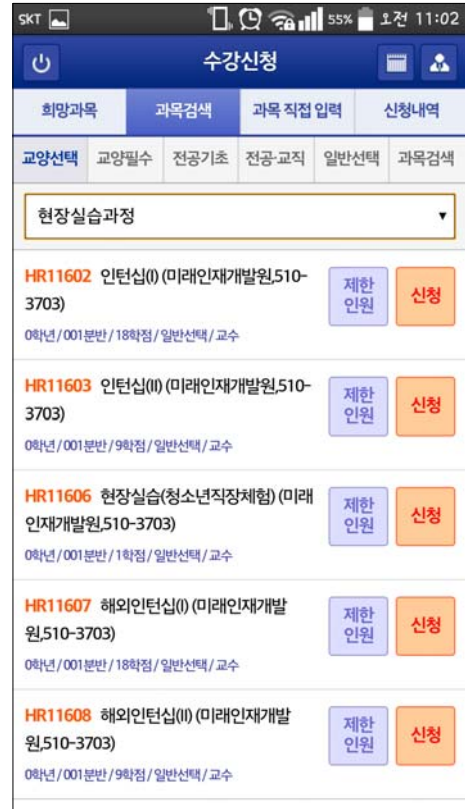 SKT 55% 오전 11:02
수강신청
희망과목 과목검색 과목 직접 입력 신청내역
교양선택 교양필수 전공기초 전공·교직 일반선택 과목검색
현장실습과정
HR11602 인턴십(I) (미래인재개발원,510-
3703)
0학년/001분반/18학점/일반선택/교수
제한
인원
신청
HR11603 인턴십(II) (미래인재개발원,510-
3703)
0학년/001분반/9학점/일반선택/교수
제한
인원
신청
HR11606 현장실습(청소년직장체험) (미래
인재개발원,510-3703)
0학년/001분반/1학점/일반선택/교수
제한
인원
신청
HR11607 해외인턴십(I) (미래인재개발
원,510-3703)
0학년/001분반/18학점/일반선택/교수
제한
인원
신청
HR11608 해외인턴십(II) (미래인재개발
원,510-3703)
0학년/001분반/9학점/일반선택/교수
제한
인원
신청